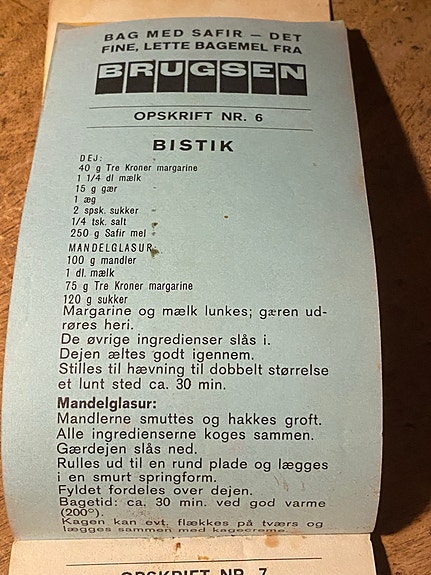 BAG MED SAFIR — DET
FINE, LETTE BAGEMEL FRA
BRUGSEN
OPSKRIFT NR. 6
BISTIK
DEJ:
40 g Tre Kroner margarine
1 1/4 dl mælk
15 g gær
1 æg
2 spsk. sukker
1/4 tsk. salt
250 g Safir mel
MANDELGLASUR:
100 g mandler
1 dl. mælk
75 g Tre Kroner margarine
120 g sukker
Margarine og mælk lunkes; gæren ud-
røres heri.
De øvrige ingredienser slås i.
Dejen æltes godt igennem.
Stilles til hævning til dobbelt størrelse
et lunt sted ca. 30 min.
Mandelglasur:
Mandlerne smuttes og hakkes groft.
Alle ingredienserne koges sammen.
Gærdejen slås ned.
Rulles ud til en rund plade og lægges
i en smurt springform.
Fyldet fordeles over dejen.
Bagetid: ca. 30 min. ved god varme
(200°)
Kagen kan evt. flækkes på tværs og
lægges sammen med kagecreme.
OPSKRIFT NR. 7